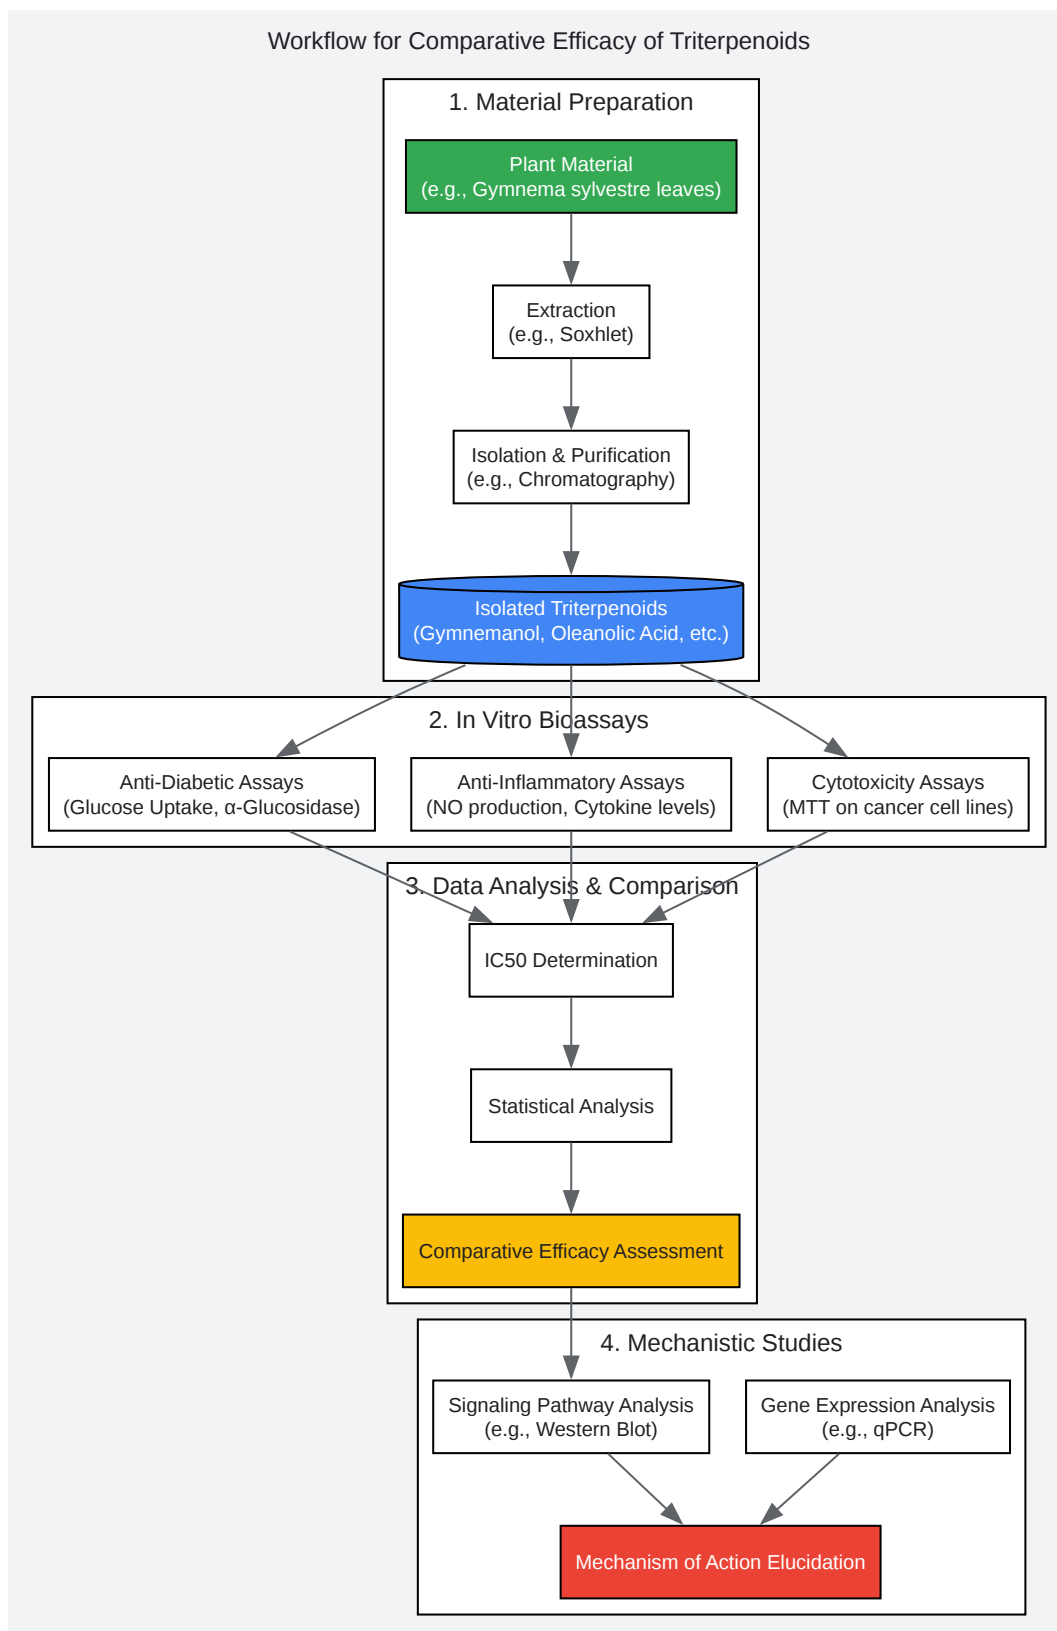 Workflow for Comparative Efficacy of Triterpenoids
1. Material Preparation
Plant Material
(e.g., Gymnema sylvestre leaves)
Extraction
(e.g., Soxhlet)
Isolation & Purification
(e.g., Chromatography)
Isolated Triterpenoids
(Gymnemanol, Oleanolic Acid, etc.)
2. In Vitro Bioassays
Anti-Diabetic Assays
(Glucose Uptake, α-Glucosidase)
Anti-Inflammatory Assays
(NO production, Cytokine levels)
Cytotoxicity Assays
(MTT on cancer cell lines)
3. Data Analysis & Comparison
IC50 Determination
Statistical Analysis
Comparative Efficacy Assessment
4. Mechanistic Studies
Signaling Pathway Analysis
(e.g., Western Blot)
Gene Expression Analysis
(e.g., qPCR)
Mechanism of Action Elucidation